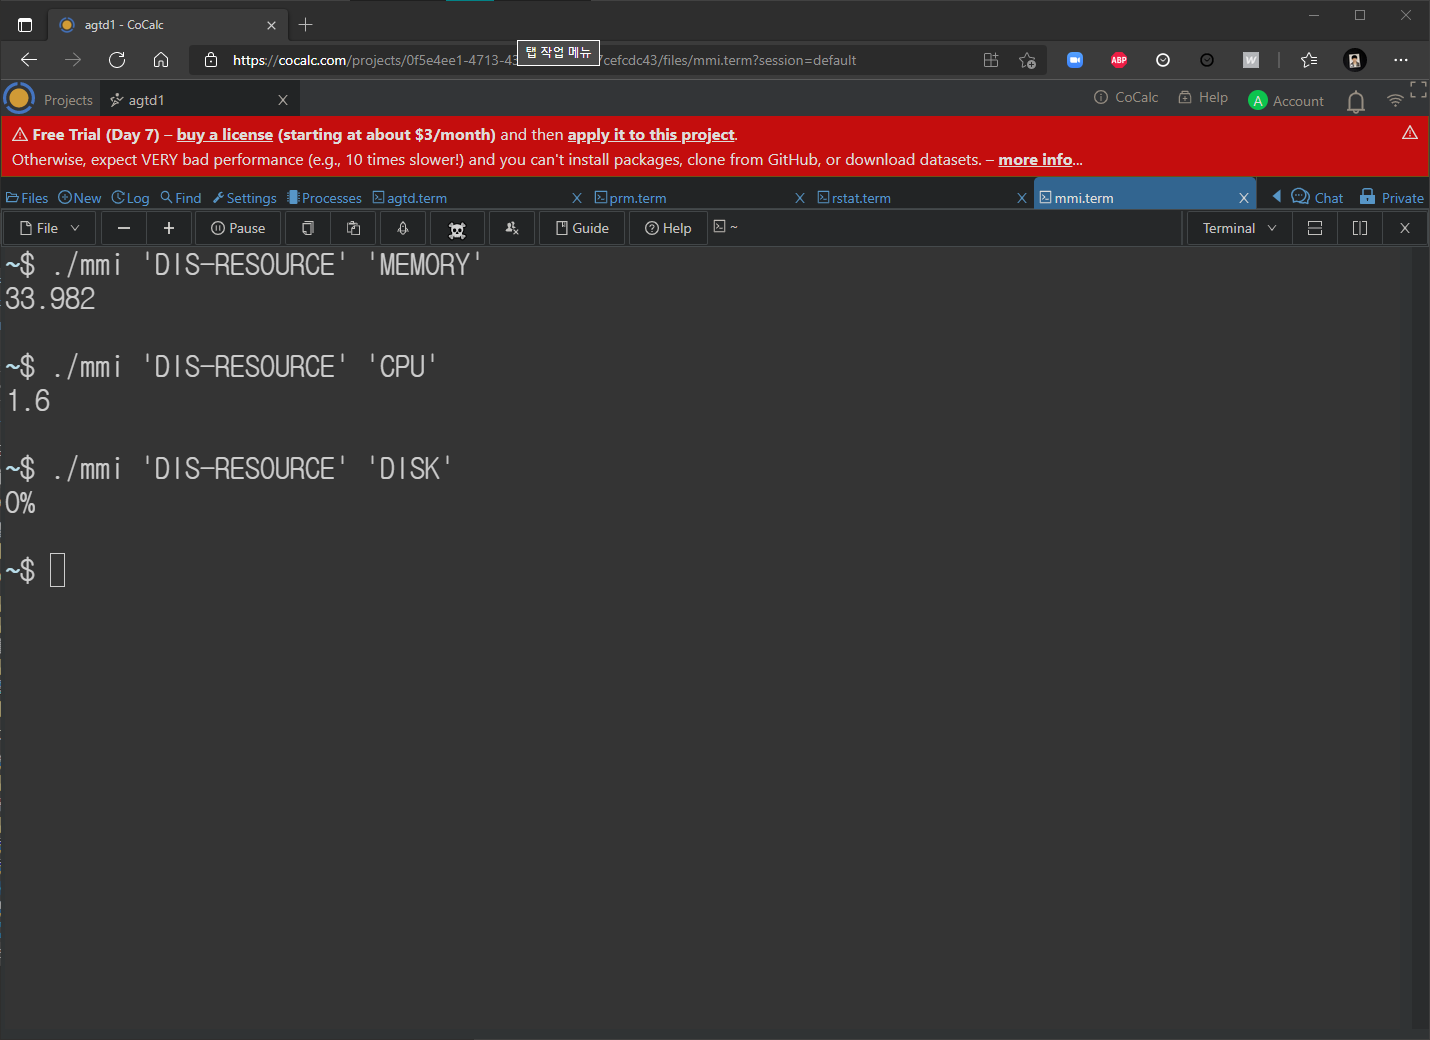 agtd1 - CoCalc
탭 작업 메뉴
https://cocalc.com/projects/0f5e4ee1-4713-43 7cefcdc43/files/mmi.term?session=default
ABP
W
Projects agtd1 CoCalc Help A Account
Free Trial (Day 7) – buy a license (starting at about $3/month) and then apply it to this project.
Otherwise, expect VERY bad performance (e.g., 10 times slower!) and you can't install packages, clone from GitHub, or download datasets. – more info...
Files New Log Find Settings Processes agtd.term prm.term rstat.term mmi.term Chat Private
File Pause Guide Help ~ Terminal
~$ ./mmi 'DIS-RESOURCE' 'MEMORY'
33.982
~$ ./mmi 'DIS-RESOURCE' 'CPU'
1.6
~$ ./mmi 'DIS-RESOURCE' 'DISK'
0%
~$